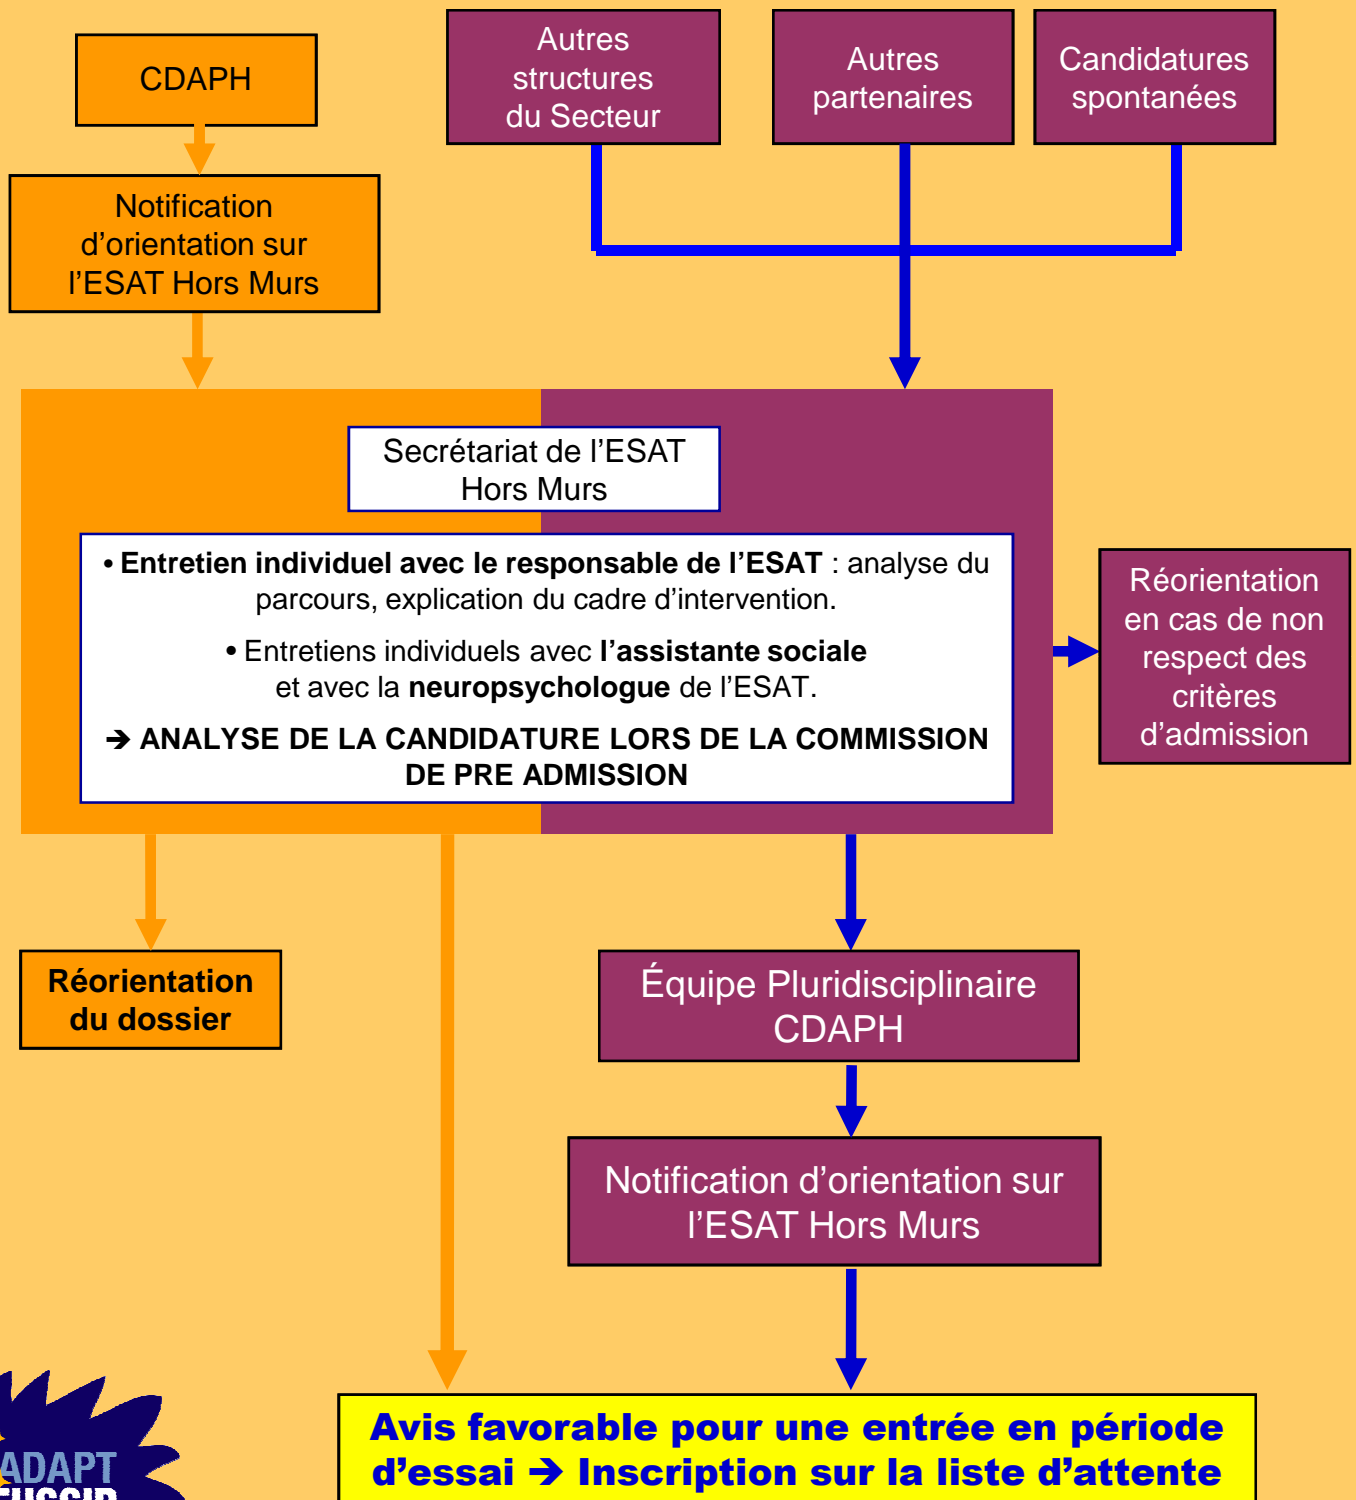 CDAPH
Autres
structures
du Secteur
Autres
partenaires
Candidatures
spontanées
Notification
d’orientation sur
l’ESAT Hors Murs
Secrétariat de l’ESAT
Hors Murs
• Entretien individuel avec le responsable de l’ESAT : analyse du
parcours, explication du cadre d’intervention.
• Entretiens individuels avec l’assistante sociale
et avec la neuropsychologue de l’ESAT.
➔ ANALYSE DE LA CANDIDATURE LORS DE LA COMMISSION
DE PRE ADMISSION
Réorientation
en cas de non
respect des
critères
d’admission
Réorientation
du dossier
Équipe Pluridisciplinaire
CDAPH
Notification d’orientation sur
l’ESAT Hors Murs
Avis favorable pour une entrée en période
d’essai ➔ Inscription sur la liste d’attente
ADAPT